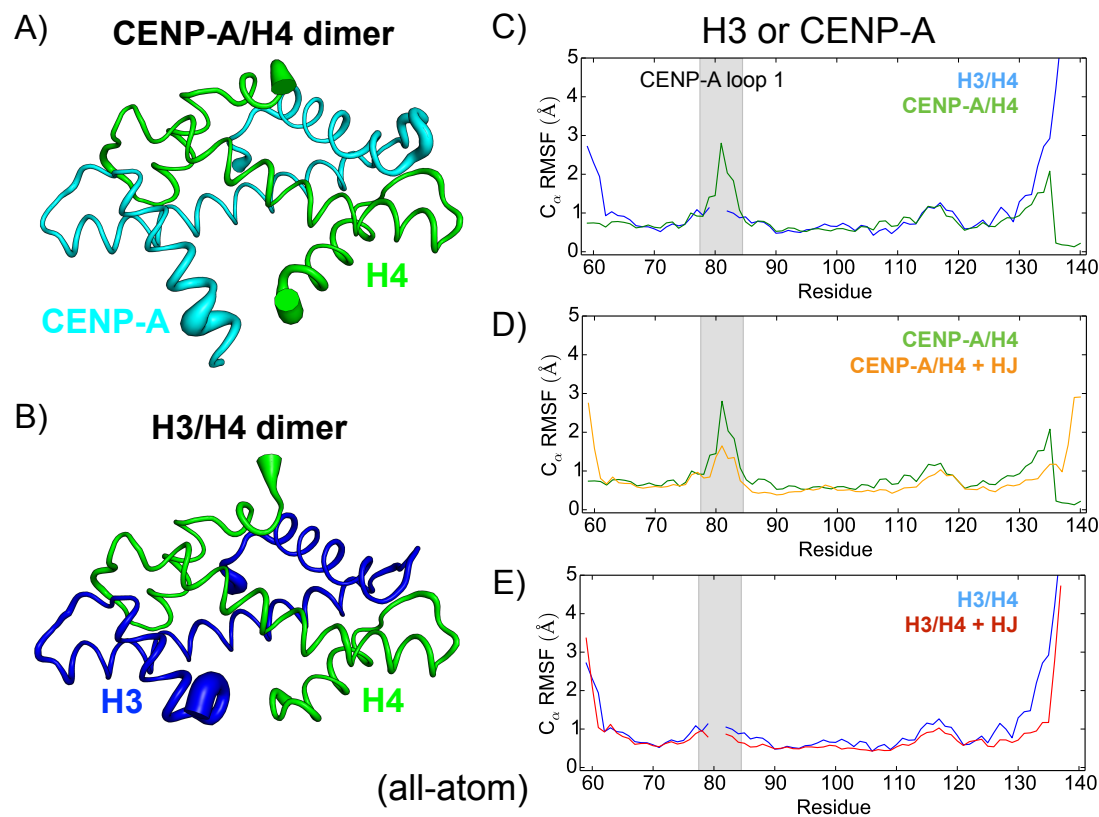 A)
CENP-A/H4 dimer
CENP-A
H4
B)
H3/H4 dimer
H3
H4
(all-atom)
H3 or CENP-A
C)
CENP-A loop 1
H3/H4
CENP-A/H4
Cα RMSF (Å)
5
4
3
2
1
0
60 70 80 90 100 110 120 130 140
Residue
D)
CENP-A/H4
CENP-A/H4 + HJ
Cα RMSF (Å)
5
4
3
2
1
0
60 70 80 90 100 110 120 130 140
Residue
E)
H3/H4
H3/H4 + HJ
Cα RMSF (Å)
5
4
3
2
1
0
60 70 80 90 100 110 120 130 140
Residue